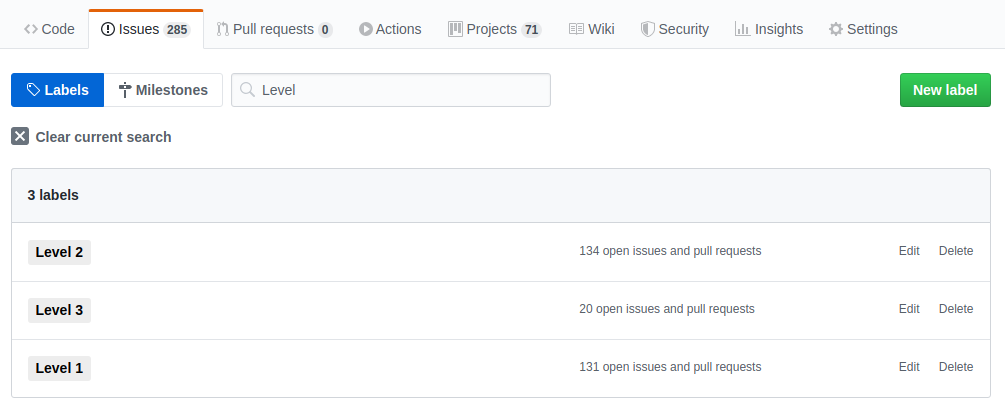 Code Issues 285 Pull requests 0 Actions Projects 71 Wiki Security Insights Settings
Labels Milestones Level New label
Clear current search
3 labels
Level 2 134 open issues and pull requests Edit Delete
Level 3 20 open issues and pull requests Edit Delete
Level 1 131 open issues and pull requests Edit Delete